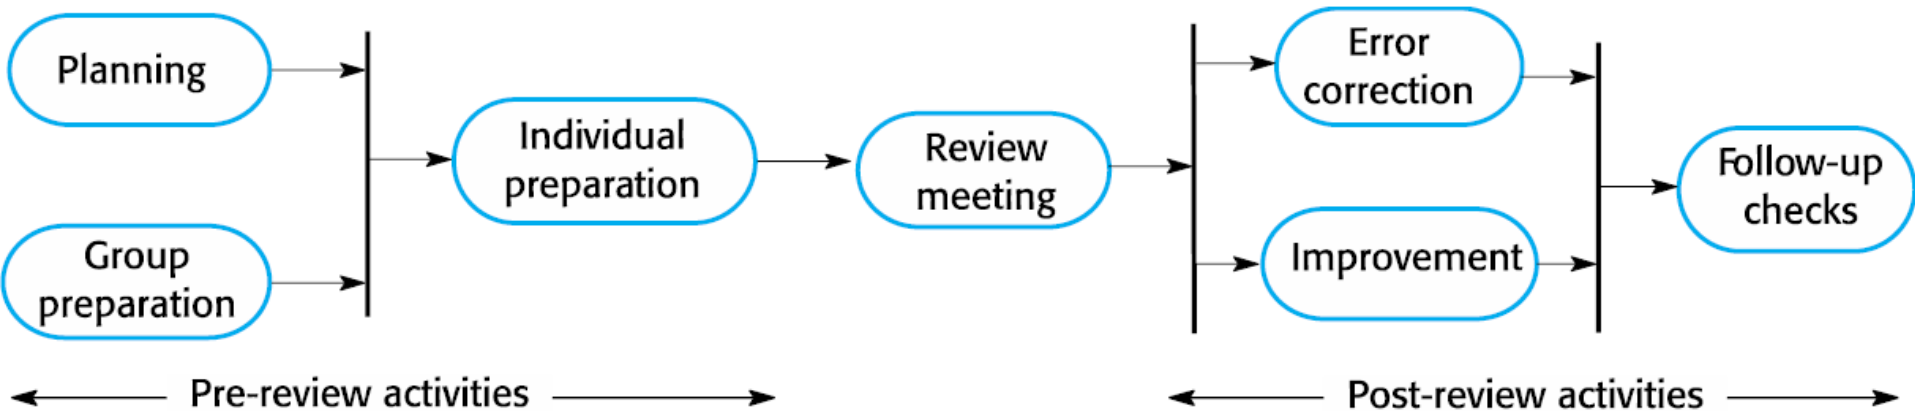 Planning
Group
preparation
Individual
preparation
Review
meeting
Error
correction
Improvement
Follow-up
checks
Pre-review activities
Post-review activities